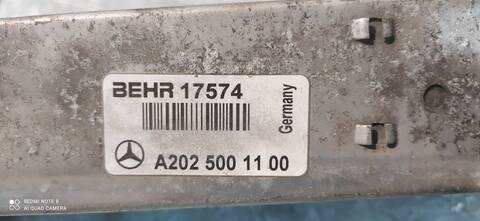 BEHR 17574
Germany
A202 500 11 00
REDMI NOTE 8
AI QUAD CAMERA